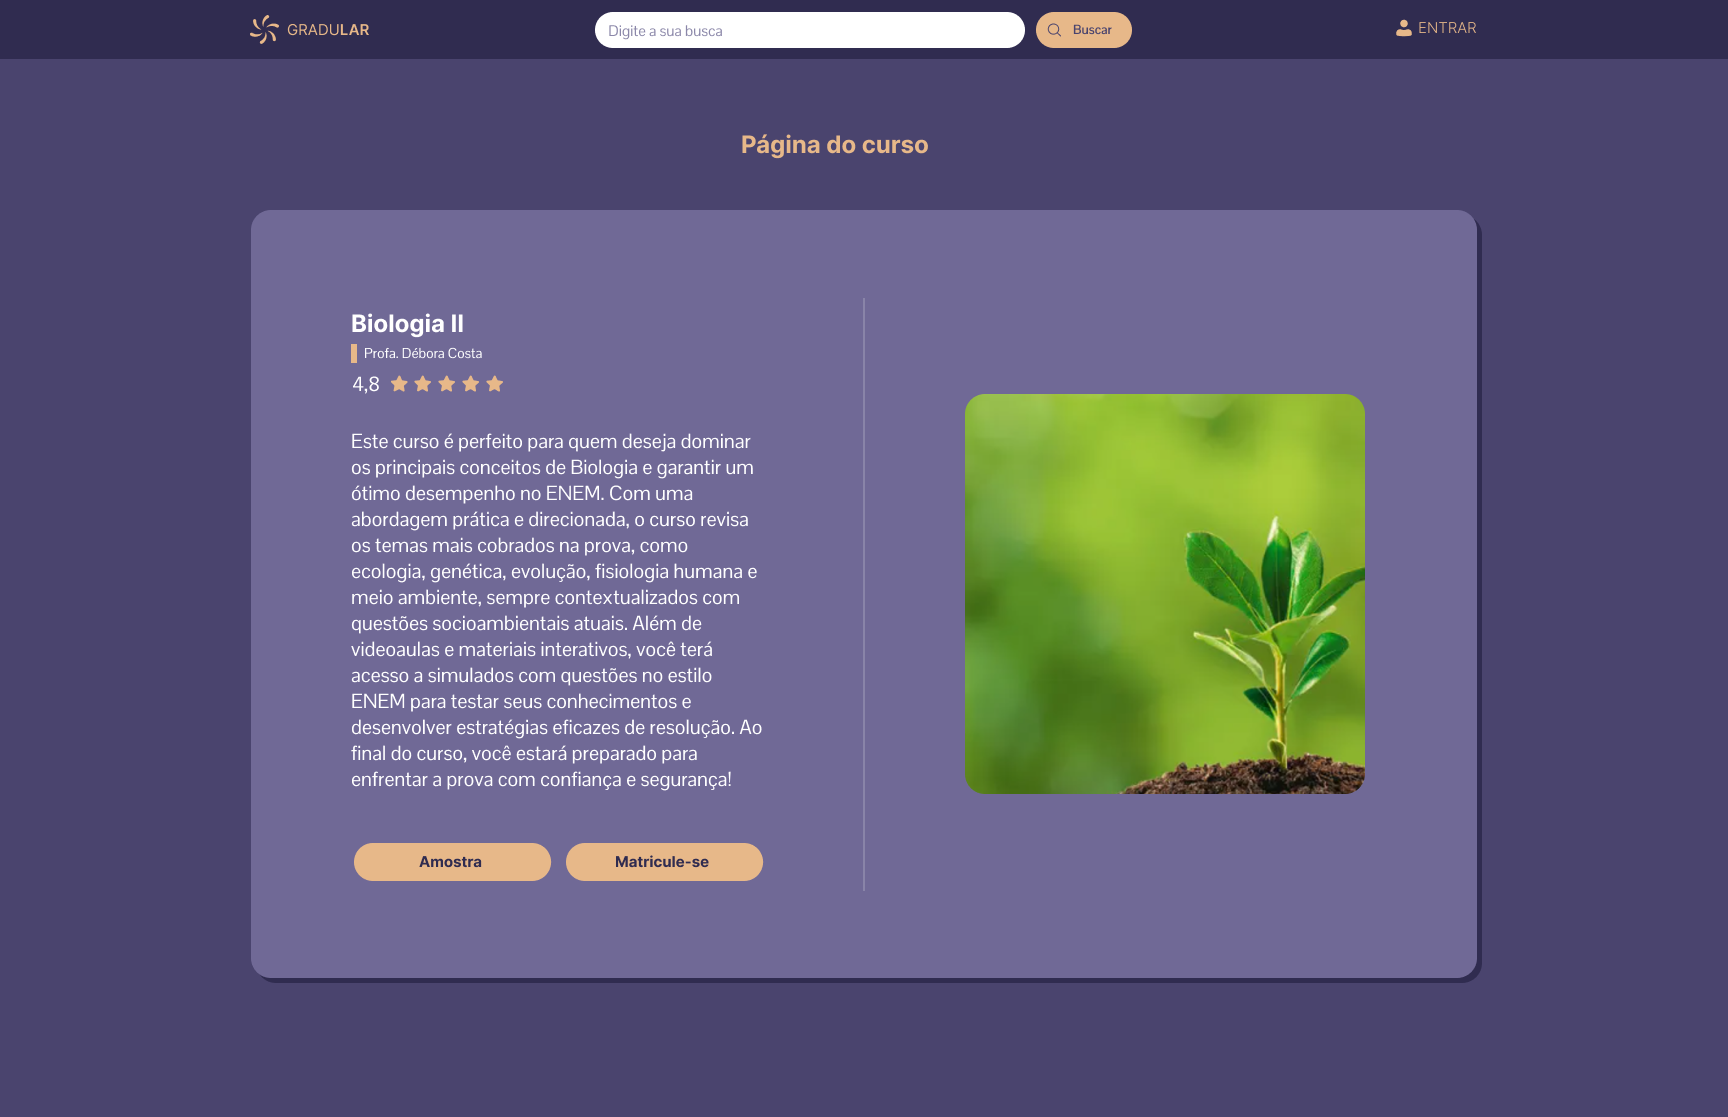 GRADULAR
Digite a sua busca
Buscar
ENTRAR
Página do curso
Biologia II
Profa. Débora Costa
4,8
Este curso é perfeito para quem deseja dominar
os principais conceitos de Biologia e garantir um
ótimo desempenho no ENEM. Com uma
abordagem prática e direcionada, o curso revisa
os temas mais cobrados na prova, como
ecologia, genética, evolução, fisiologia humana e
meio ambiente, sempre contextualizados com
questões socioambientais atuais. Além de
videoaulas e materiais interativos, você terá
acesso a simulados com questões no estilo
ENEM para testar seus conhecimentos e
desenvolver estratégias eficazes de resolução. Ao
final do curso, você estará preparado para
enfrentar a prova com confiança e segurança!
Amostra
Matricule-se